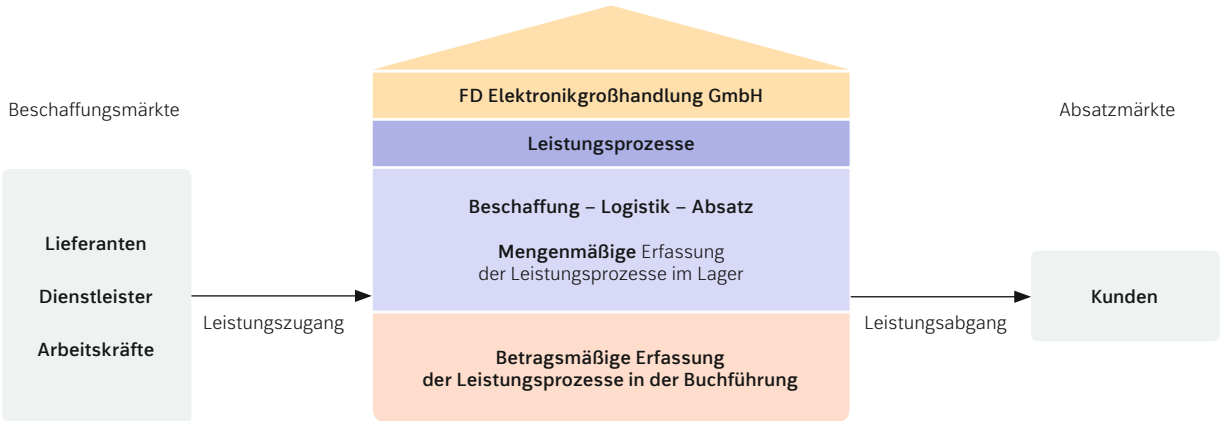 FD Elektronikgroßhandlung GmbH
Beschaffungsmärkte
Absatzmärkte
Leistungsprozesse
Beschaffung – Logistik – Absatz
Lieferanten
Mengenmäßige Erfassung
der Leistungsprozesse im Lager
Dienstleister
Kunden
Leistungszugang
Leistungsabgang
Arbeitskräfte
Betragsmäßige Erfassung
der Leistungsprozesse in der Buchführung